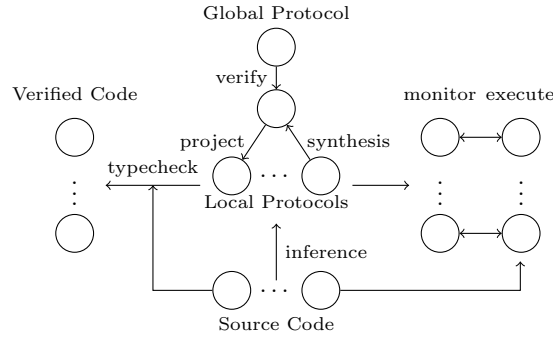 Global Protocol
verify
Verified Code
monitor execute
project
synthesis
typecheck
Local Protocols
inference
Source Code